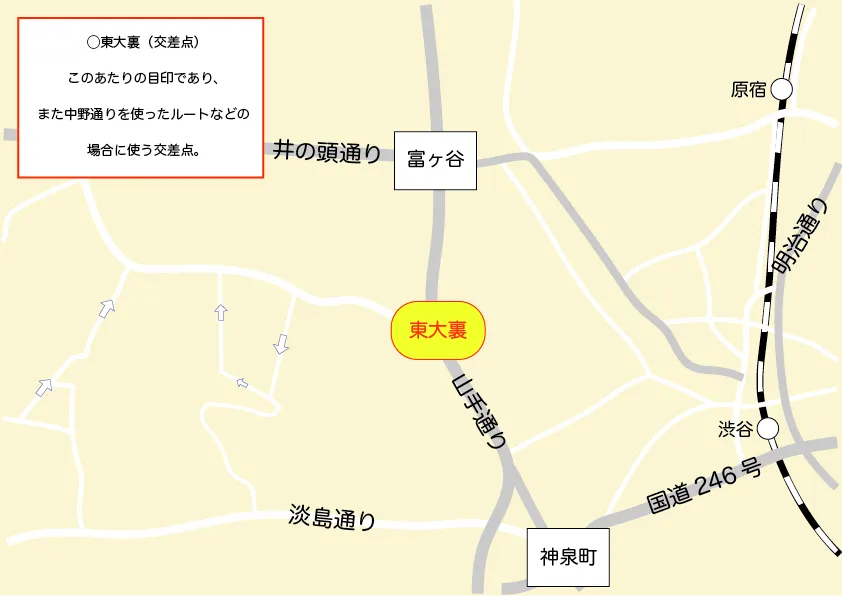 ○東大裏（交差点）
このあたりの目印であり、
また中野通りを使ったルートなどの
場合に使う交差点。
原宿
井の頭通り
富ヶ谷
明治通り
東大裏
山手通り
渋谷
国道 246 号
淡島通り
神泉町